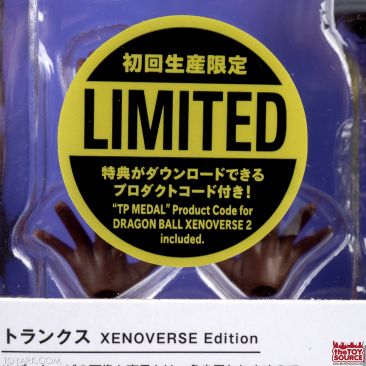 初回生産限定
LIMITED
特典がダウンロードできる
プロダクトコード付き!
"TP MEDAL" Product Code for
DRAGON BALL XENOVERSE 2
included.
トランクス XENOVERSE Edition
TOYARK.COM
theTOY
SOURCE